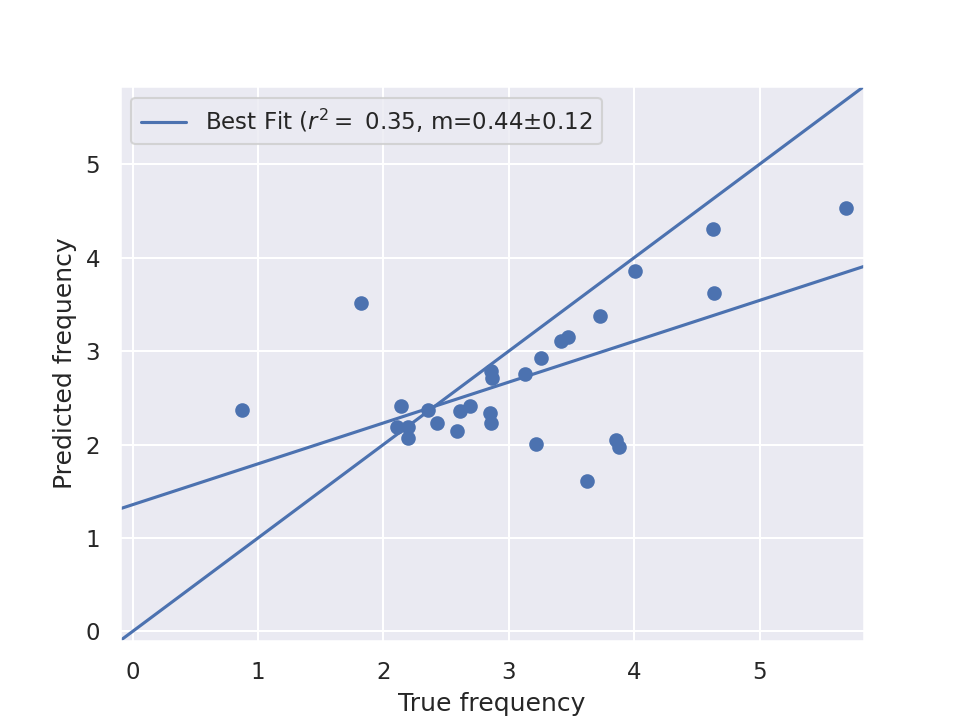 Best Fit (r² = 0.35, m=0.44±0.12
5
4
3
2
1
0
Predicted frequency
0 1 2 3 4 5
True frequency